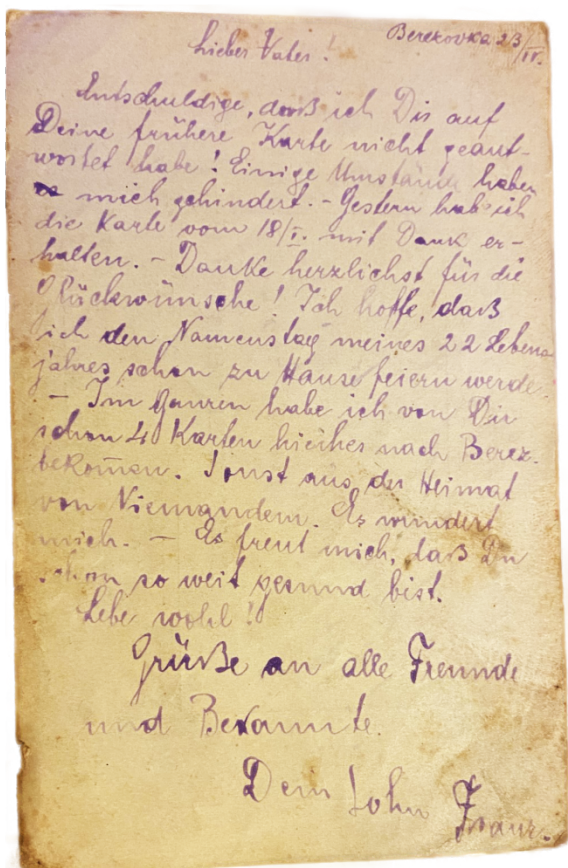 Berezovka 23/IV.
Lieber Vater!
Entschuldige, daß ich Dir auf
Deine frühere Karte nicht geant-
wortet habe! Einige Umstände haben
mich gehindert. - Gestern hab ich
die Karte vom 18/I. mit Dank er-
halten. - Danke herzlichst für die
Glückwünsche! Ich hoffe, daß
ich den Namenstag meines 22 Lebens
jahres schon zu Hause feiern werde.
- Im Ganzen habe ich von Dir
schon 4 Karten hieher nach Berez.
bekommen. Sonst aus der Heimat
von Niemandem. Es wundert
mich. - Es freut mich, daß Du
schon so weit gesund bist.
Lebe wohl!
Grüße an alle Freunde
und Bekannte.
Dein Sohn Franz.